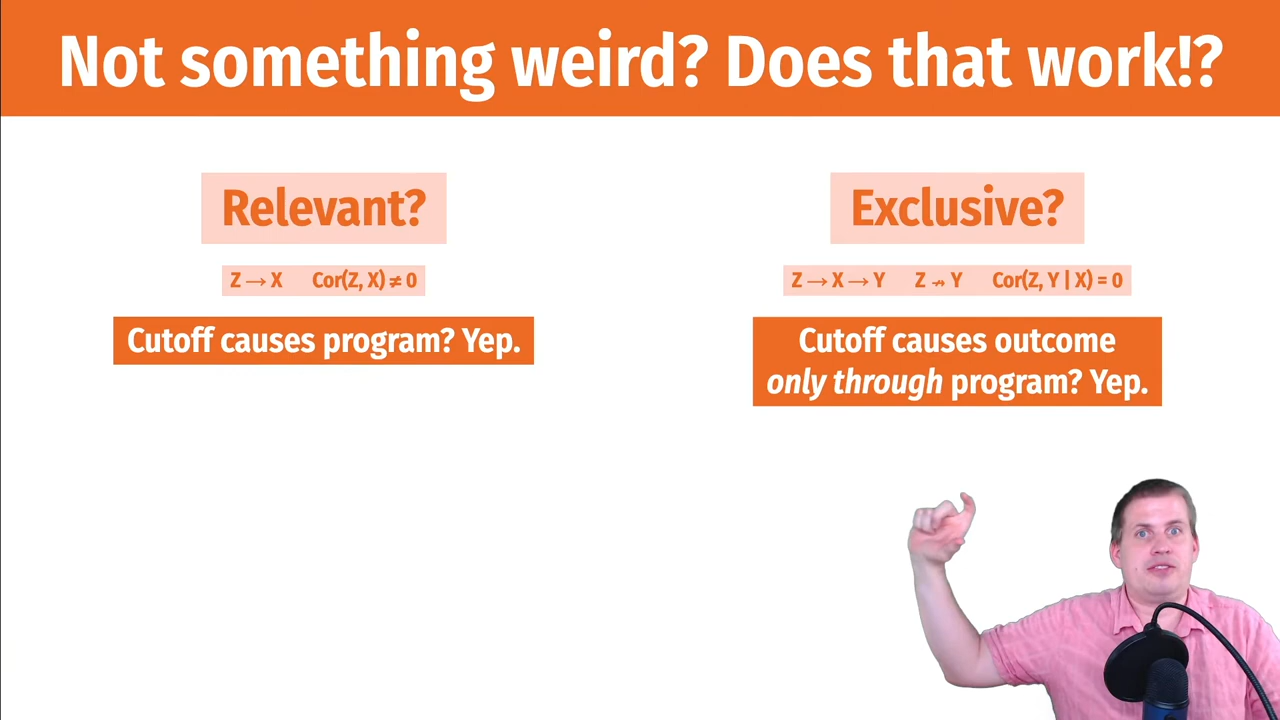 Not something weird? Does that work!?
Relevant?
Z → X Cor(Z, X) ≠ 0
Cutoff causes program? Yep.
Exclusive?
Z → X → Y Z ↛ Y Cor(Z, Y | X) = 0
Cutoff causes outcome
only through program? Yep.